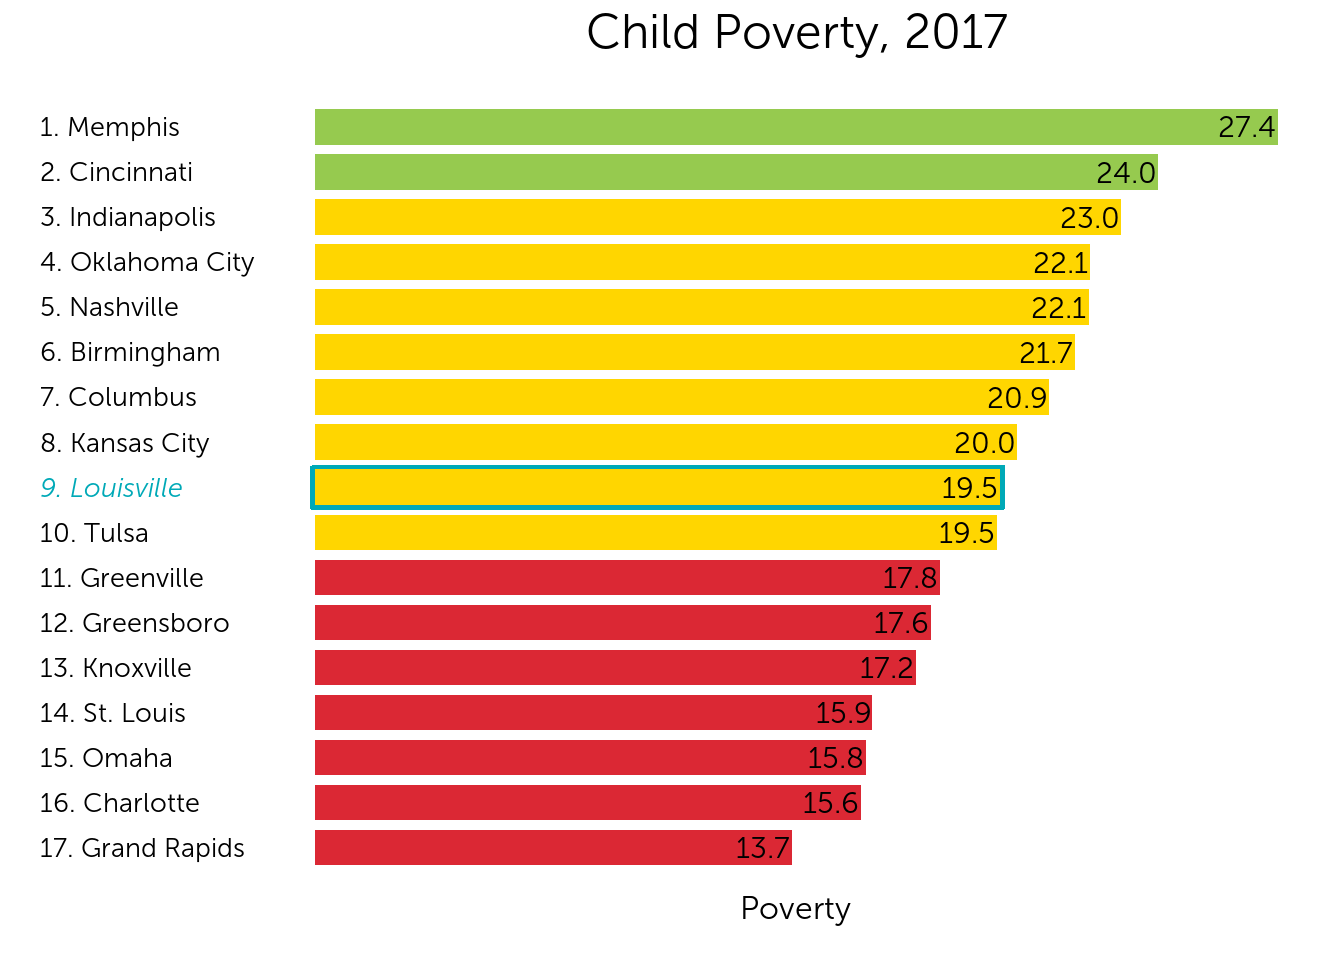 Child Poverty, 2017
1. Memphis 27.4
2. Cincinnati 24.0
3. Indianapolis 23.0
4. Oklahoma City 22.1
5. Nashville 22.1
6. Birmingham 21.7
7. Columbus 20.9
8. Kansas City 20.0
9. Louisville 19.5
10. Tulsa 19.5
11. Greenville 17.8
12. Greensboro 17.6
13. Knoxville 17.2
14. St. Louis 15.9
15. Omaha 15.8
16. Charlotte 15.6
17. Grand Rapids 13.7
Poverty